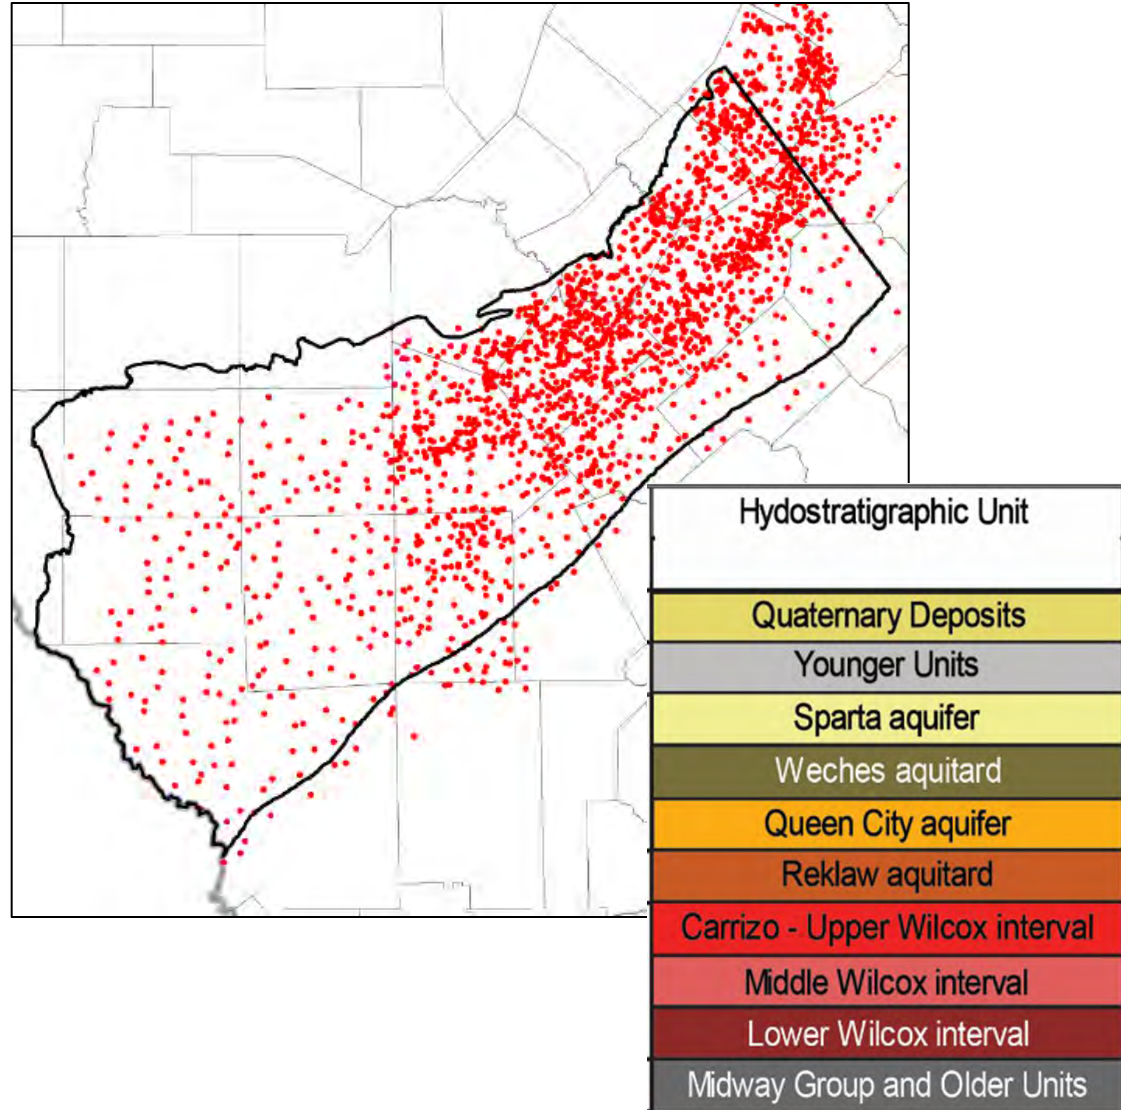 Hydostratigraphic Unit
Quaternary Deposits
Younger Units
Sparta aquifer
Weches aquitard
Queen City aquifer
Reklaw aquitard
Carrizo - Upper Wilcox interval
Middle Wilcox interval
Lower Wilcox interval
Midway Group and Older Units